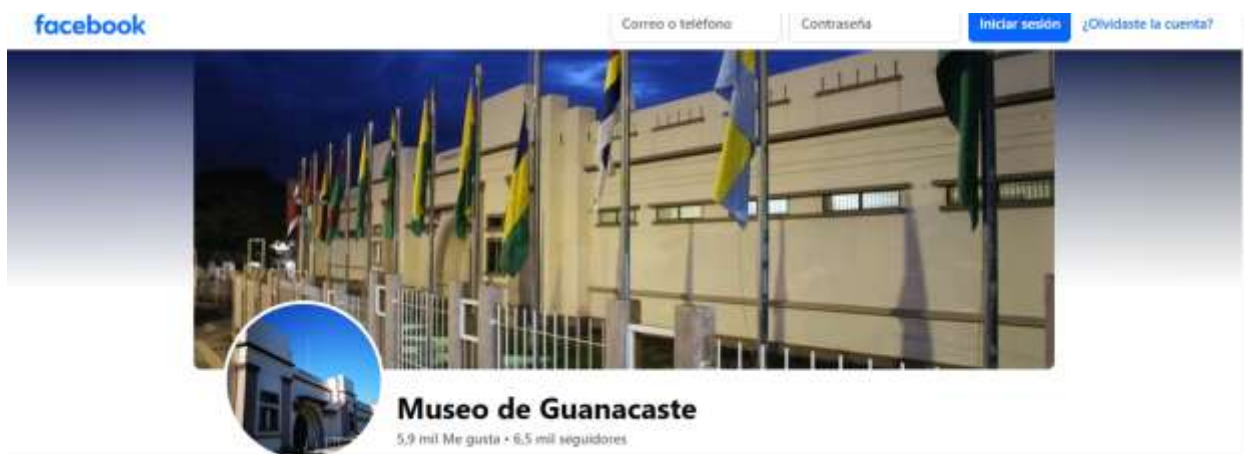 facebook
Correo o teléfono
Contraseña
Iniciar sesión
¿Olvidaste la cuenta?
Museo de Guanacaste
5,9 mil Me gusta • 6,5 mil seguidores